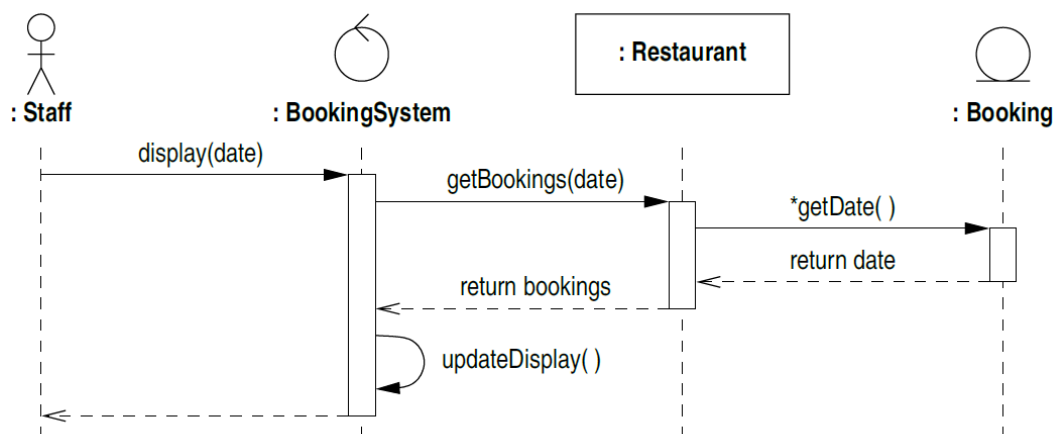 : Restaurant
: Staff
: BookingSystem
: Booking
display(date)
getBookings(date)
*getDate( )
return date
return bookings
updateDisplay( )